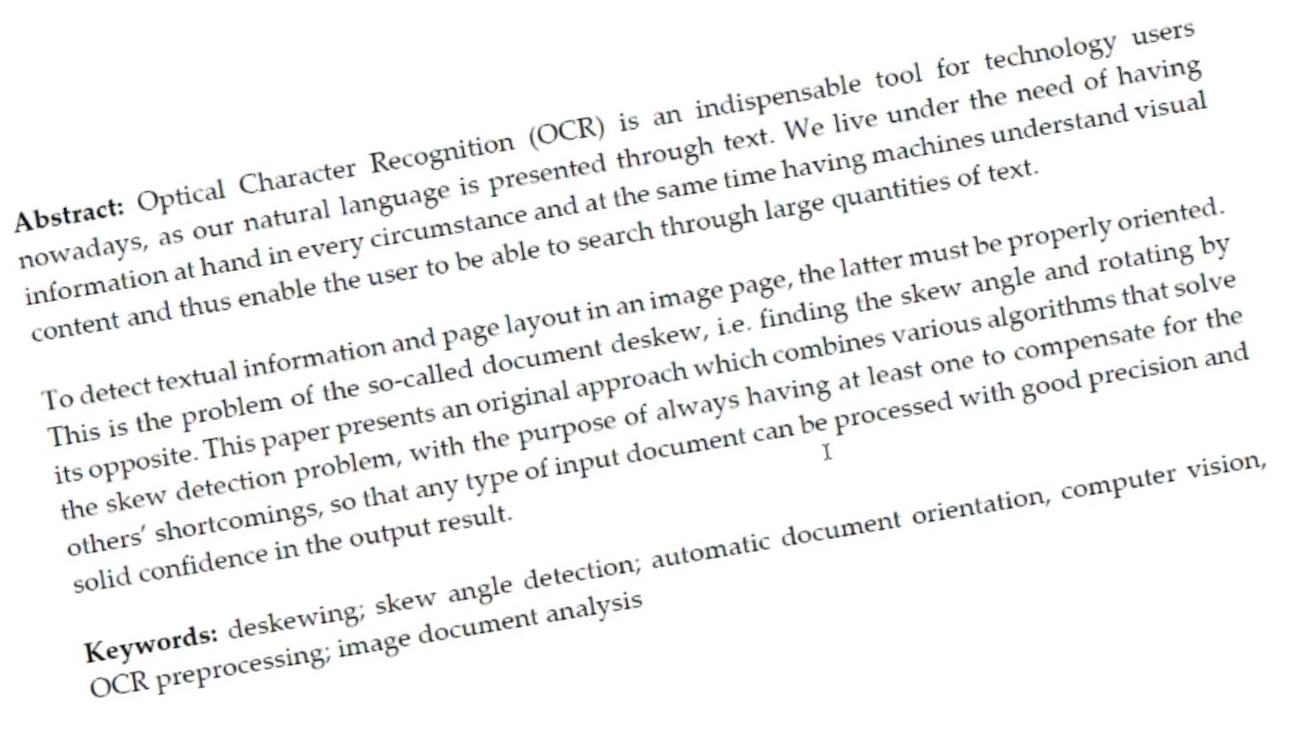 Abstract: Optical Character Recognition (OCR) is an indispensable tool for technology users
nowadays, as our natural language is presented through text. We live under the need of having
information at hand in every circumstance and at the same time having machines understand visual
content and thus enable the user to be able to search through large quantities of text.
To detect textual information and page layout in an image page, the latter must be properly oriented.
This is the problem of the so-called document deskew, i.e. finding the skew angle and rotating by
its opposite. This paper presents an original approach which combines various algorithms that solve
the skew detection problem, with the purpose of always having at least one to compensate for the
others’ shortcomings, so that any type of input document can be processed with good precision and
solid confidence in the output result.
Keywords: deskewing; skew angle detection; automatic document orientation, computer vision,
OCR preprocessing; image document analysis